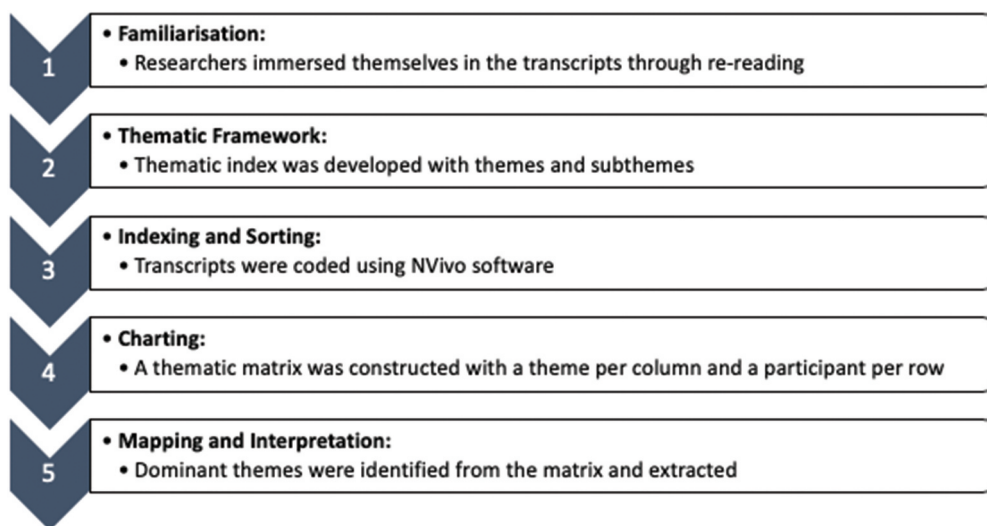 1
• Familiarisation:
• Researchers immersed themselves in the transcripts through re-reading
2
• Thematic Framework:
• Thematic index was developed with themes and subthemes
3
• Indexing and Sorting:
• Transcripts were coded using NVivo software
4
• Charting:
• A thematic matrix was constructed with a theme per column and a participant per row
5
• Mapping and Interpretation:
• Dominant themes were identified from the matrix and extracted